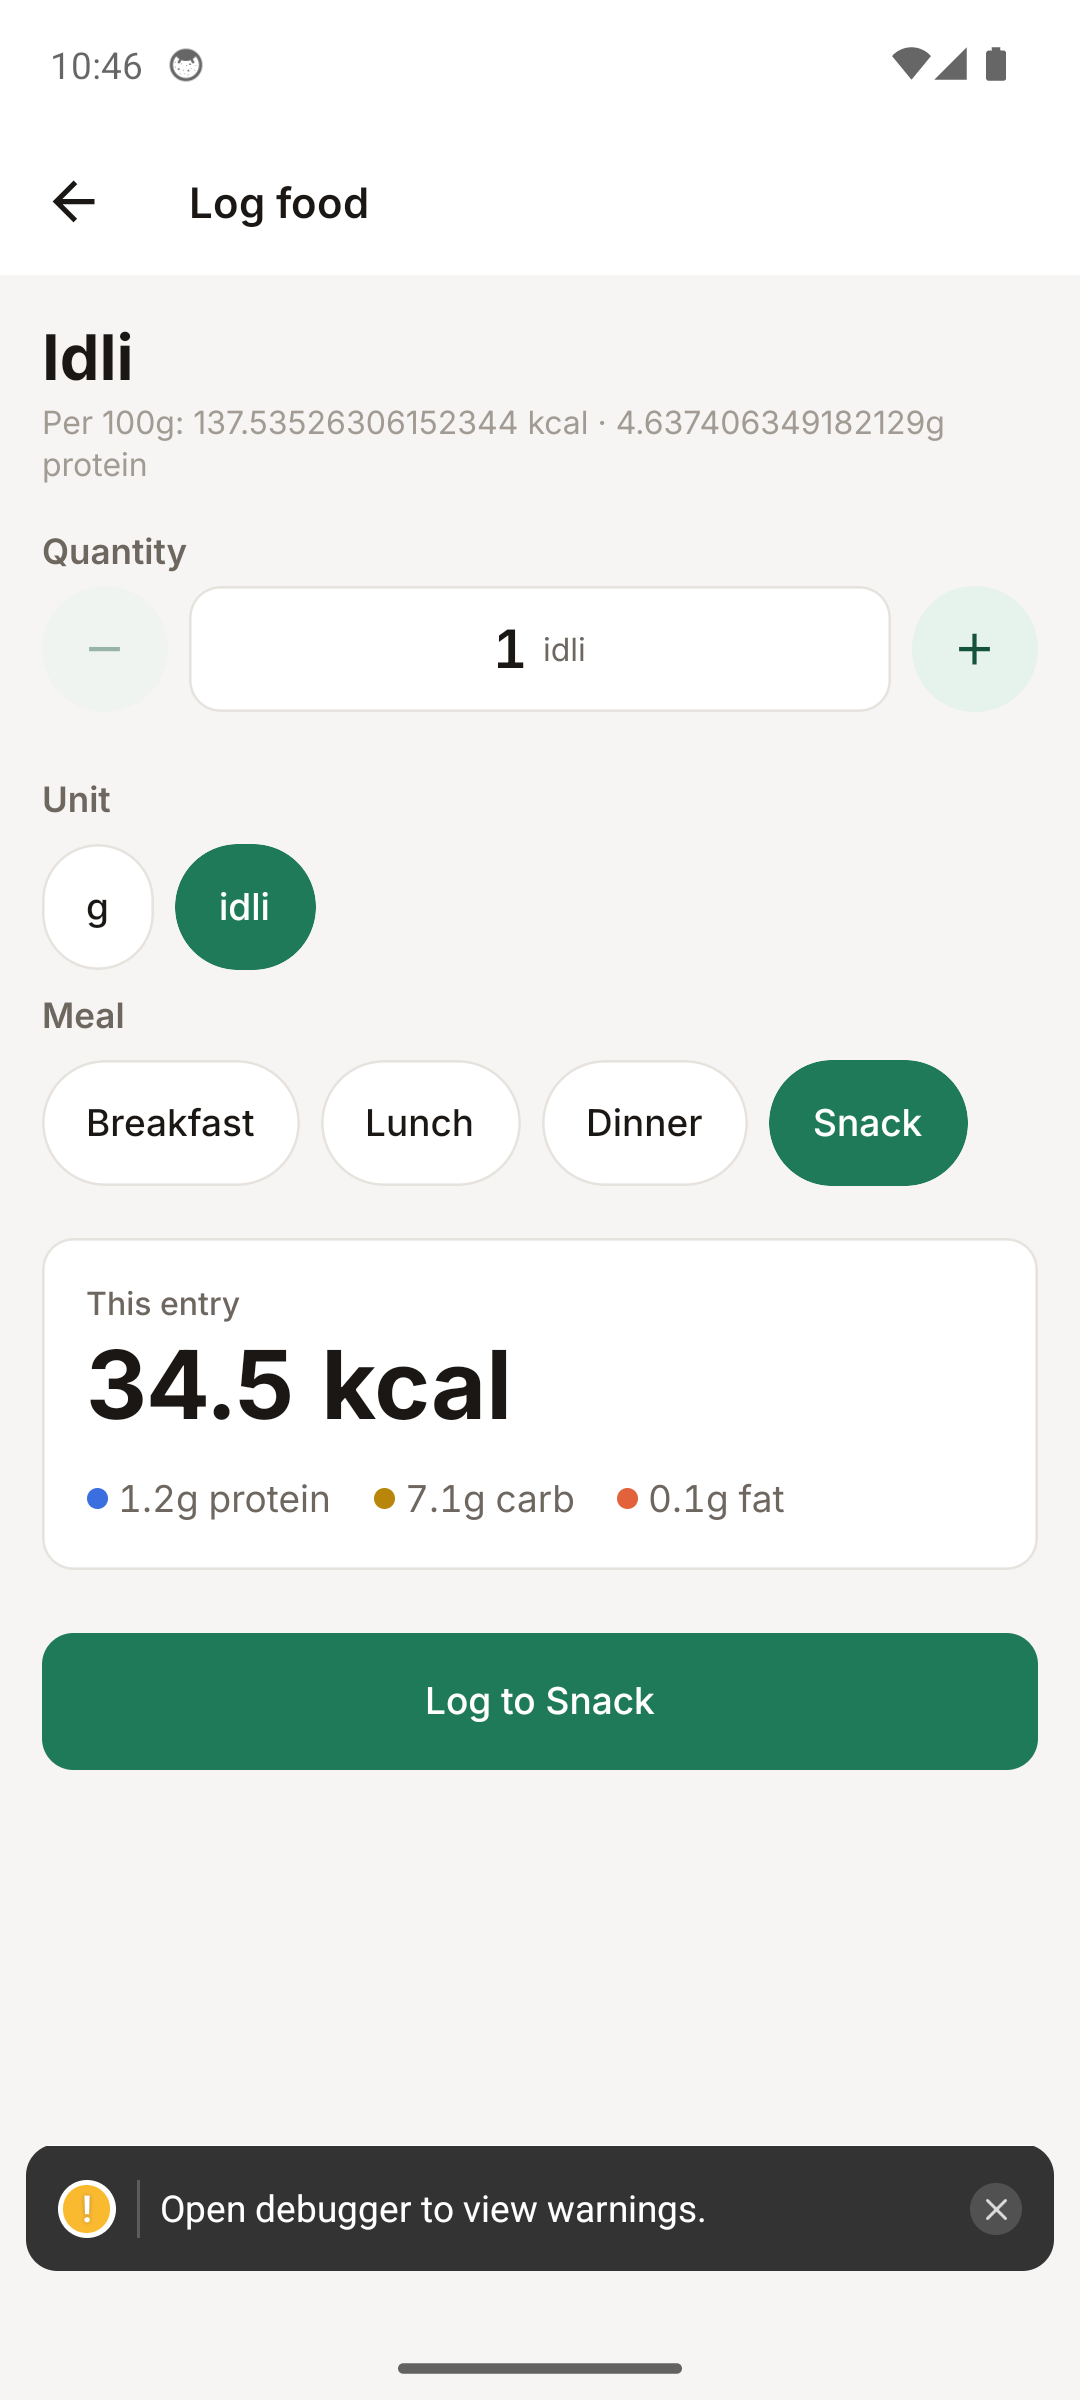 10:46
Log food
Idli
Per 100g: 137.53526306152344 kcal · 4.637406349182129g
protein
Quantity
1 idli
Unit
g idli
Meal
Breakfast Lunch Dinner Snack
This entry
34.5 kcal
1.2g protein 7.1g carb 0.1g fat
Log to Snack
! Open debugger to view warnings.